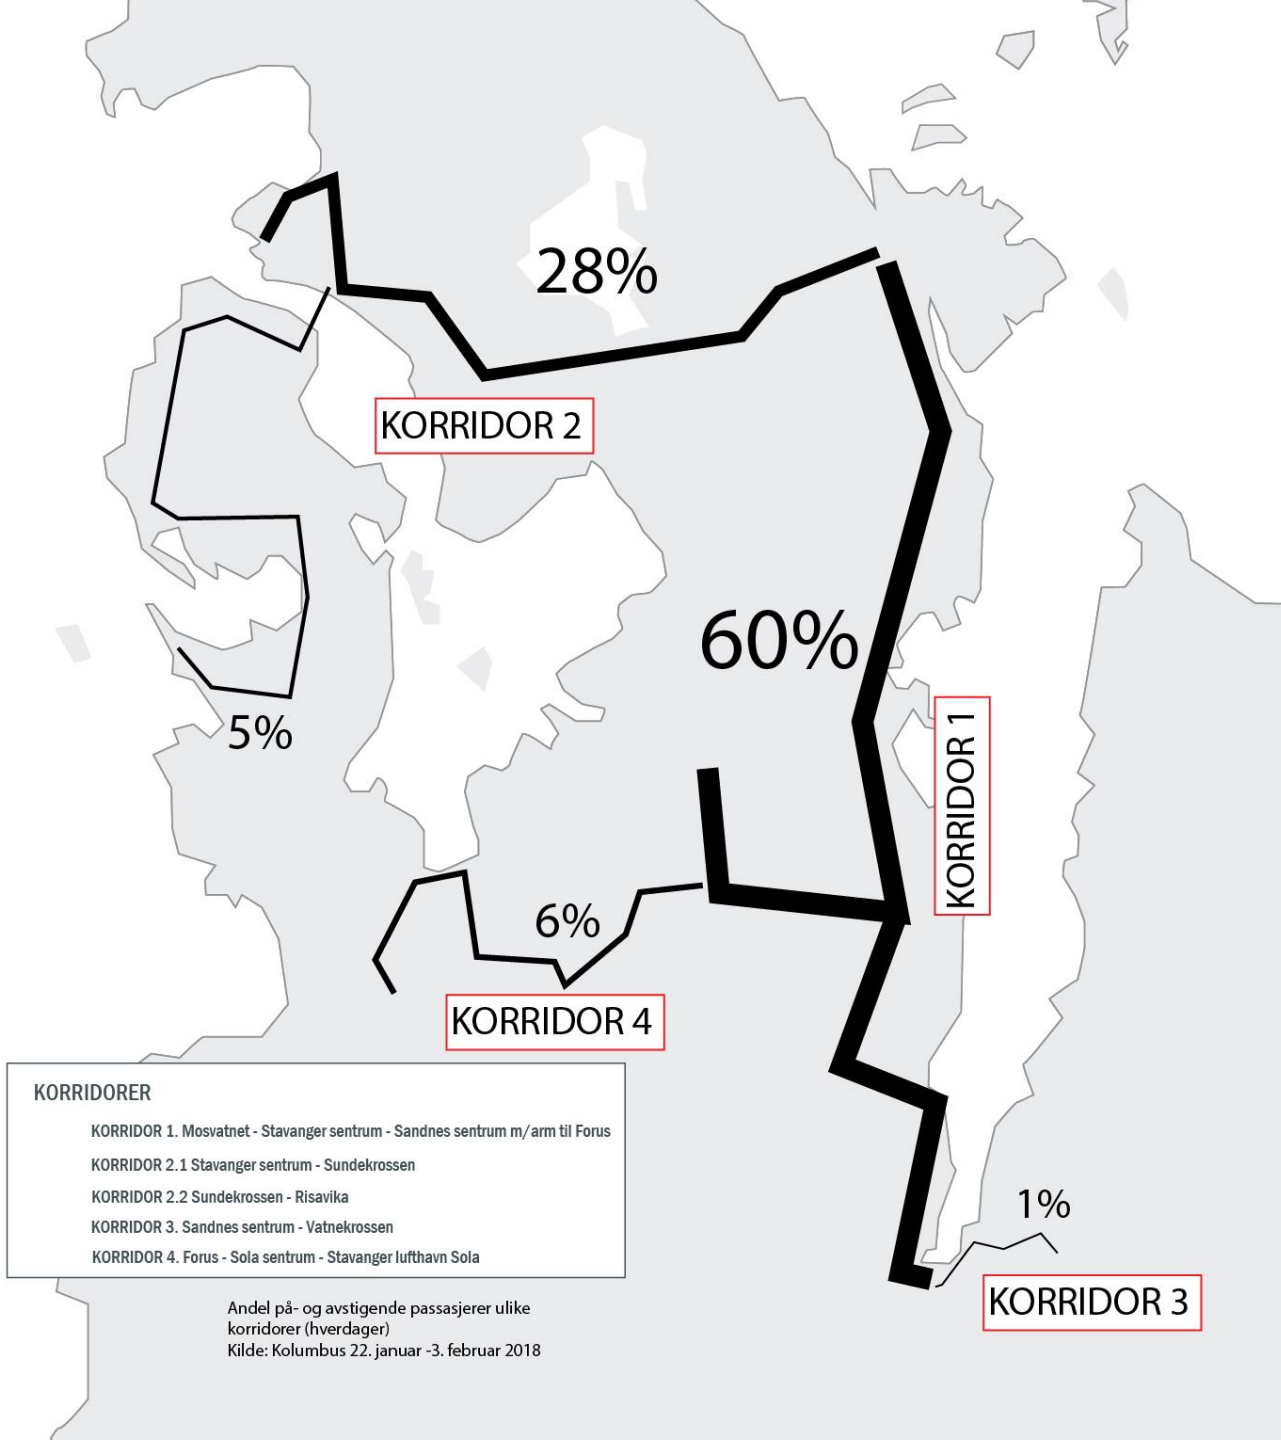 28%
KORRIDOR 2
60%
KORRIDOR 1
5%
6%
KORRIDOR 4
KORRIDORER
KORRIDOR 1. Mosvatnet - Stavanger sentrum - Sandnes sentrum m/arm til Forus
KORRIDOR 2.1 Stavanger sentrum - Sundekrossen
KORRIDOR 2.2 Sundekrossen - Risavika
KORRIDOR 3. Sandnes sentrum - Vatnekrossen
KORRIDOR 4. Forus - Sola sentrum - Stavanger lufthavn Sola
1%
KORRIDOR 3
Andel på- og avstigende passasjerer ulike
korridorer (hverdager)
Kilde: Kolumbus 22. januar -3. februar 2018